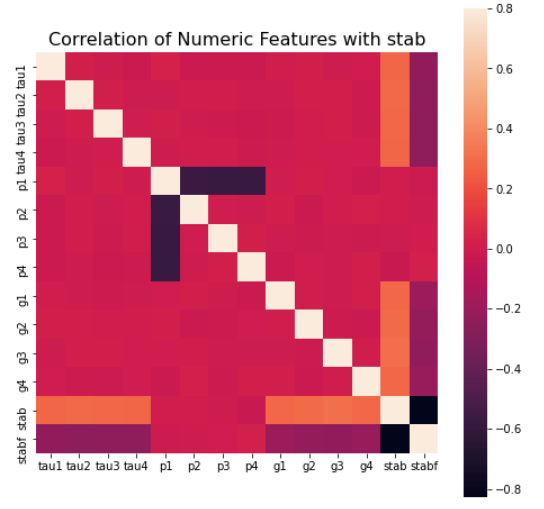 Correlation of Numeric Features with stab
tau1
tau2
tau3
tau4
p1
p2
p3
p4
g1
g2
g3
g4
stab
stabf
tau1 tau2 tau3 tau4 p1 p2 p3 p4 g1 g2 g3 g4 stab stabf
0.8
0.6
0.4
0.2
0.0
−0.2
−0.4
−0.6
−0.8